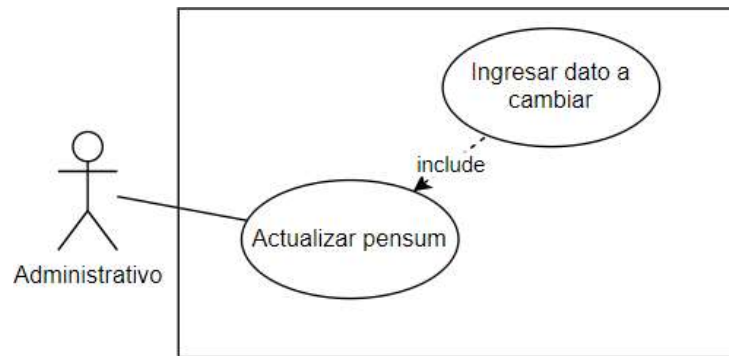 Ingresar dato a
cambiar
include
Actualizar pensum
Administrativo